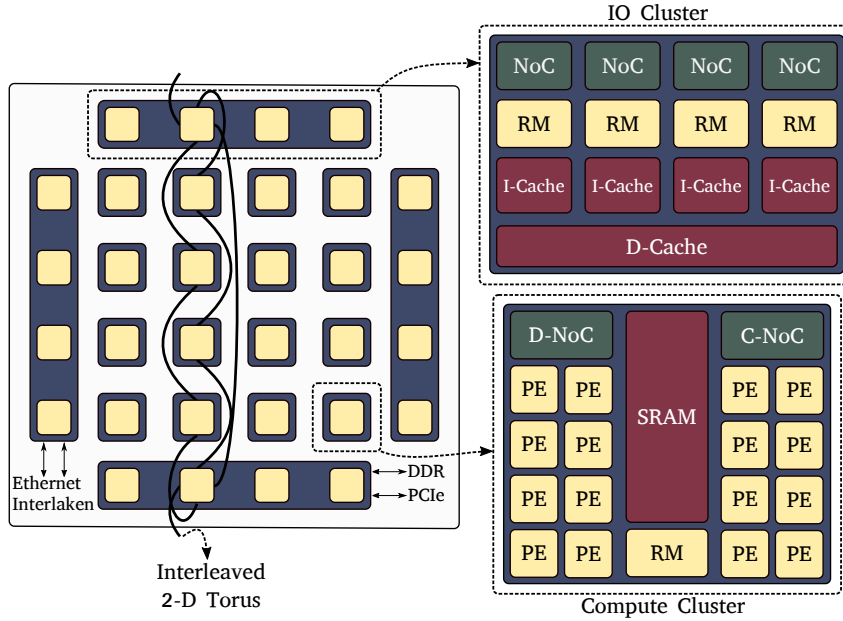 IO Cluster
NoC NoC NoC NoC
RM RM RM RM
I-Cache I-Cache I-Cache I-Cache
D-Cache
D-NoC C-NoC
SRAM
PE PE PE PE
PE PE PE PE
PE PE PE PE
PE PE RM PE PE
Compute Cluster
Ethernet
Interlaken
DDR
PCIe
Interleaved
2-D Torus